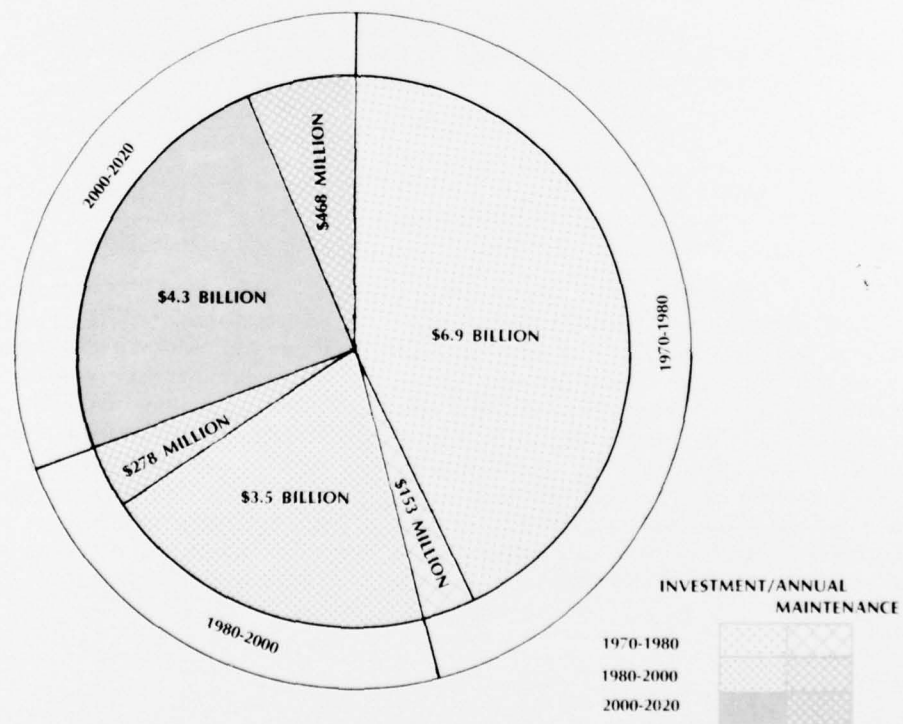 2000-2020
$468 MILLION
$4.3 BILLION
$6.9 BILLION
1970-1980
$278 MILLION
$3.5 BILLION
$153 MILLION
1980-2000
INVESTMENT/ANNUAL
MAINTENANCE
1970-1980
1980-2000
2000-2020